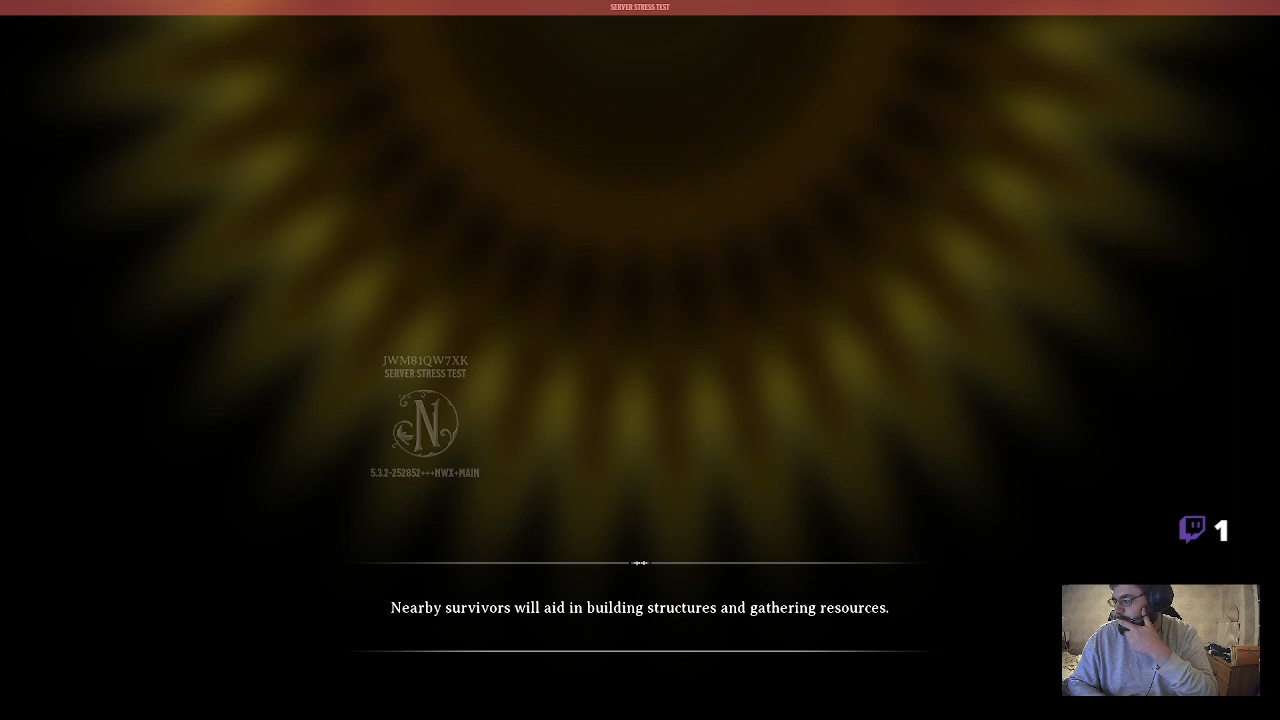 SERVER STRESS TEST
JWM81QW7XK
SERVER STRESS TEST
N
5.3.2-252852+++NWX+MAIN
1
Nearby survivors will aid in building structures and gathering resources.